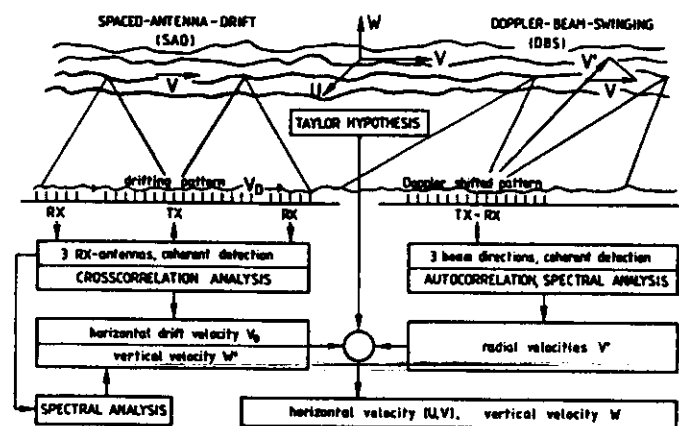 SPACED-ANTENNA-DRIFT
(SAD)
DOPPLER-BEAM-SWINGING
(DBS)
W
V
U
V
V'
V
TAYLOR HYPOTHESIS
drifting pattern V_D
Doppler shifted pattern
RX TX RX
TX-RX
3 RX-antennas, coherent detection
CROSSCORRELATION ANALYSIS
3 beam directions, coherent detection
AUTOCORRELATION, SPECTRAL ANALYSIS
horizontal drift velocity V_D
vertical velocity W*
radial velocities V'
SPECTRAL ANALYSIS
horizontal velocity (U,V), vertical velocity W